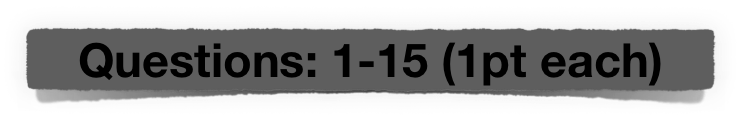 Questions: 1-15 (1pt each)